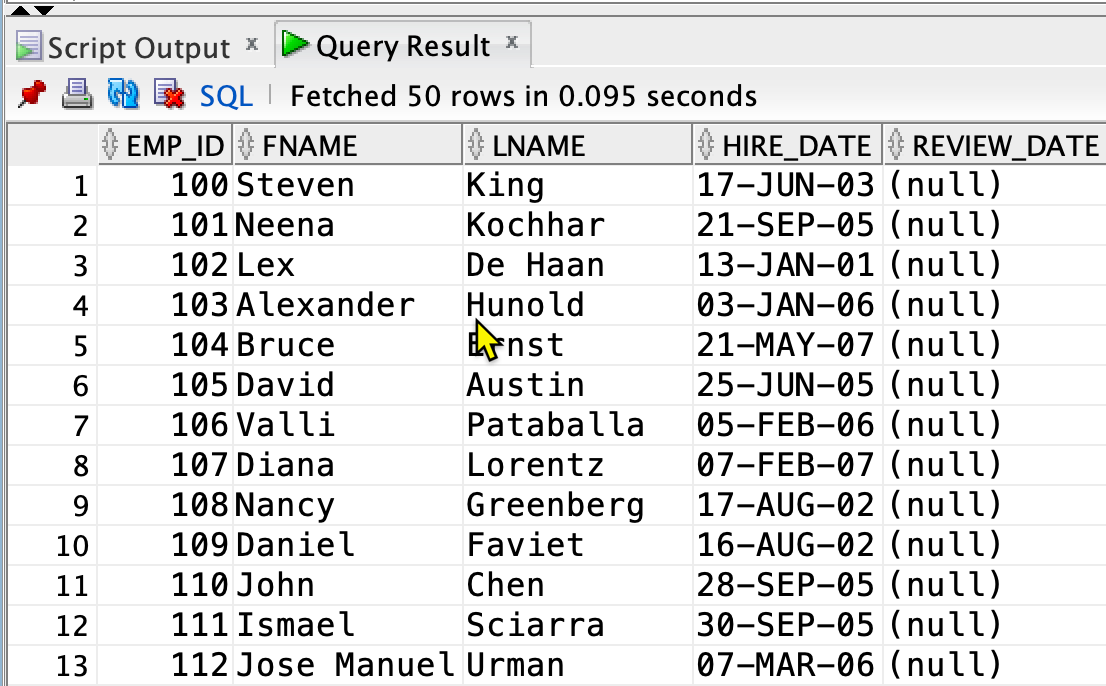 Script Output x Query Result x
SQL | Fetched 50 rows in 0.095 seconds
EMP_ID FNAME LNAME HIRE_DATE REVIEW_DATE
1 100 Steven King 17-JUN-03 (null)
2 101 Neena Kochhar 21-SEP-05 (null)
3 102 Lex De Haan 13-JAN-01 (null)
4 103 Alexander Hunold 03-JAN-06 (null)
5 104 Bruce Ernst 21-MAY-07 (null)
6 105 David Austin 25-JUN-05 (null)
7 106 Valli Pataballa 05-FEB-06 (null)
8 107 Diana Lorentz 07-FEB-07 (null)
9 108 Nancy Greenberg 17-AUG-02 (null)
10 109 Daniel Faviet 16-AUG-02 (null)
11 110 John Chen 28-SEP-05 (null)
12 111 Ismael Sciarra 30-SEP-05 (null)
13 112 Jose Manuel Urman 07-MAR-06 (null)